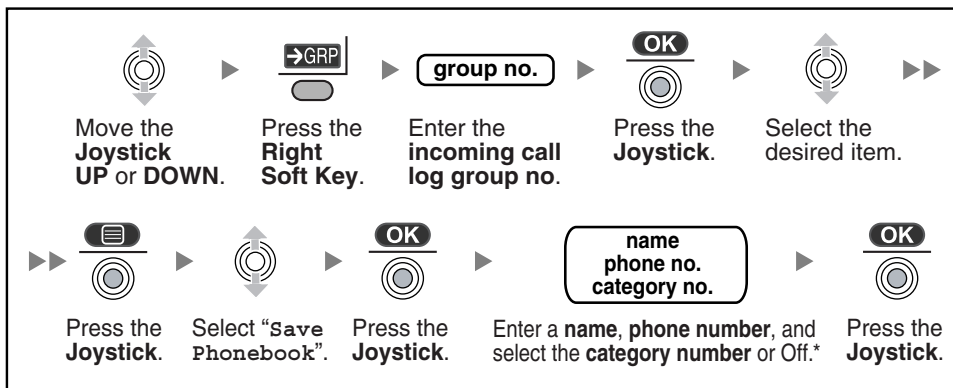 ➔GRP
group no.
OK
Move the
Joystick
UP or DOWN.
Press the
Right
Soft Key.
Enter the
incoming call
log group no.
Press the
Joystick.
Select the
desired item.
OK
name
phone no.
category no.
OK
Press the
Joystick.
Select “Save
Phonebook”.
Press the
Joystick.
Enter a name, phone number, and
select the category number or Off.*
Press the
Joystick.